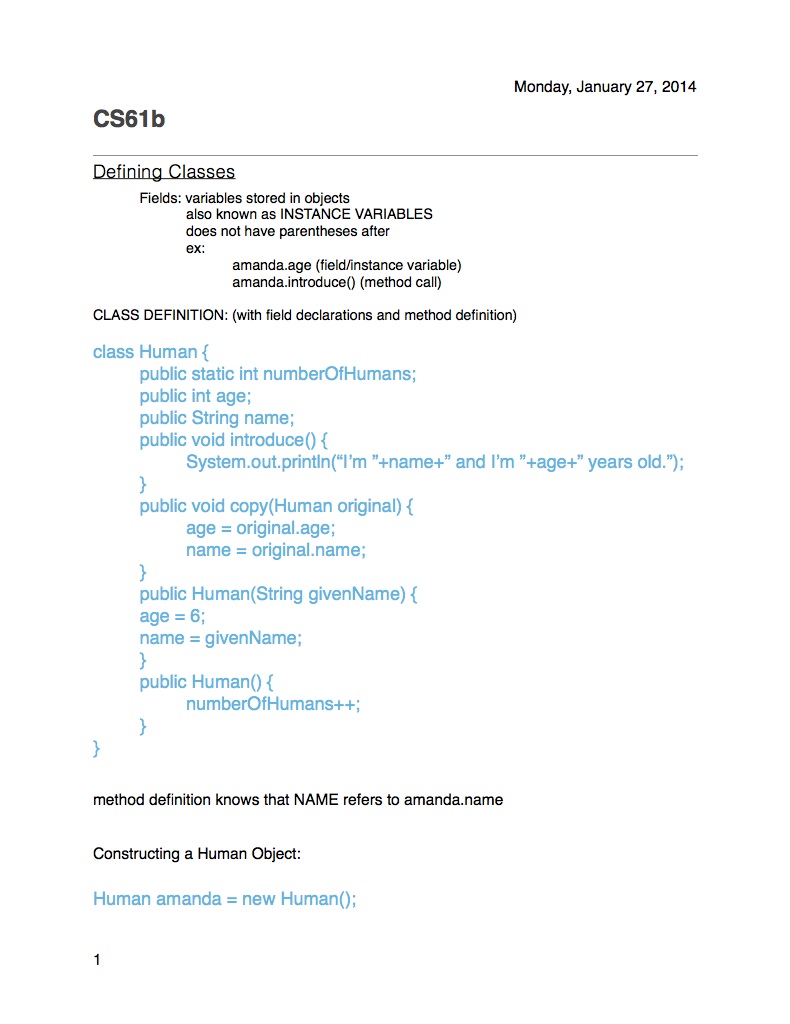 Monday, January 27, 2014
CS61b
Defining Classes
Fields: variables stored in objects
also known as INSTANCE VARIABLES
does not have parentheses after
ex:
amanda.age (field/instance variable)
amanda.introduce() (method call)
CLASS DEFINITION: (with field declarations and method definition)
class Human {
public static int numberOfHumans;
public int age;
public String name;
public void introduce() {
System.out.println(“I’m ”+name+” and I’m ”+age+” years old.”);
}
public void copy(Human original) {
age = original.age;
name = original.name;
}
public Human(String givenName) {
age = 6;
name = givenName;
}
public Human() {
numberOfHumans++;
}
}
method definition knows that NAME refers to amanda.name
Constructing a Human Object:
Human amanda = new Human();
1